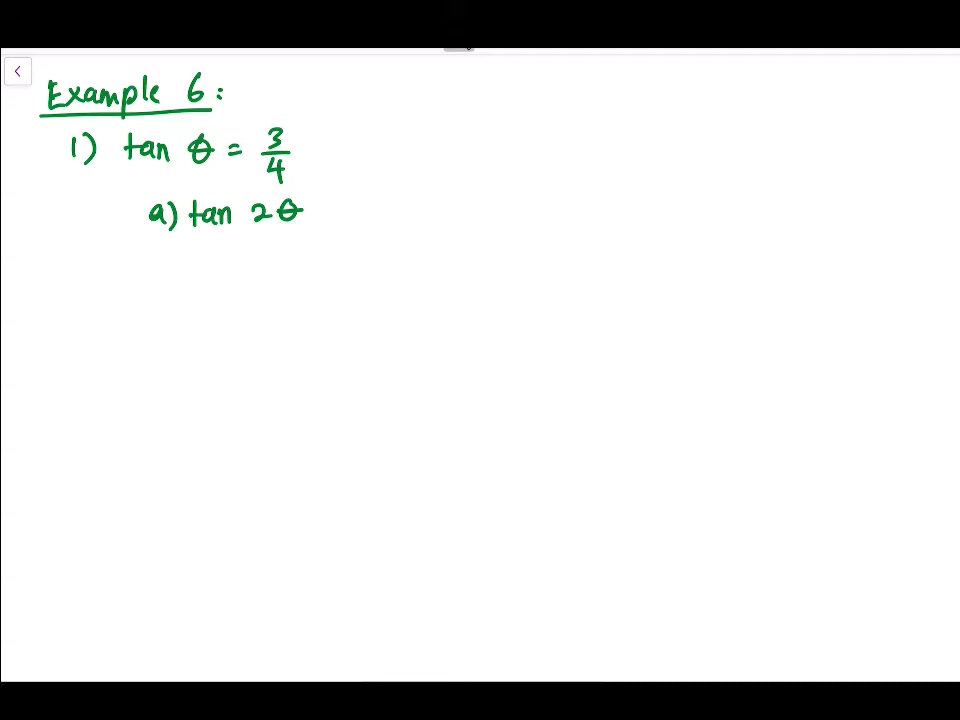 Example 6:
1) tan θ = 3/4
a) tan 2θ